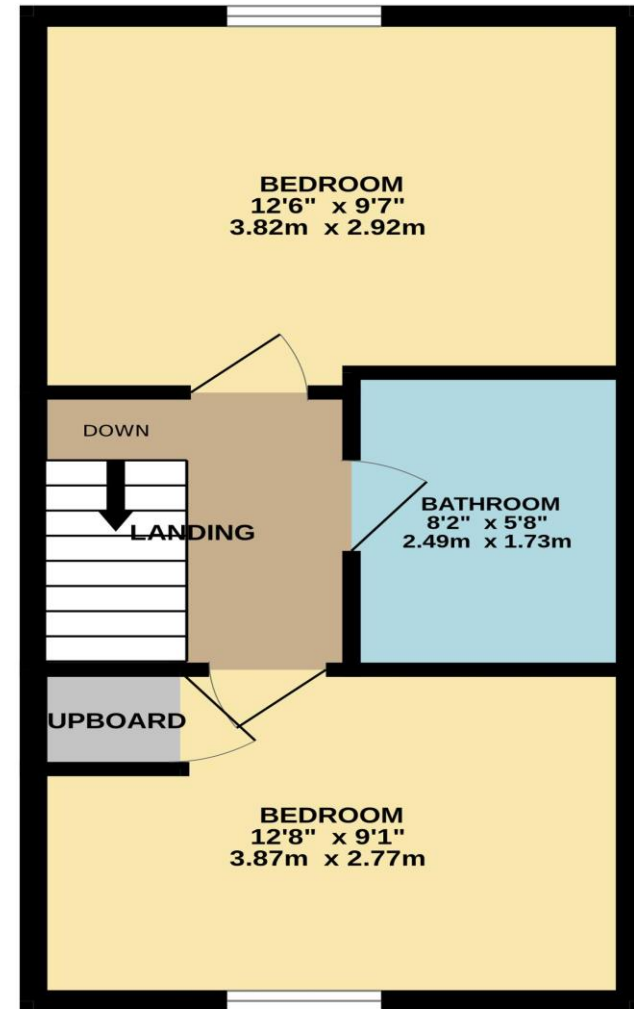 BEDROOM
12'6" x 9'7"
3.82m x 2.92m
DOWN
LANDING
BATHROOM
8'2" x 5'8"
2.49m x 1.73m
UPBOARD
BEDROOM
12'8" x 9'1"
3.87m x 2.77m